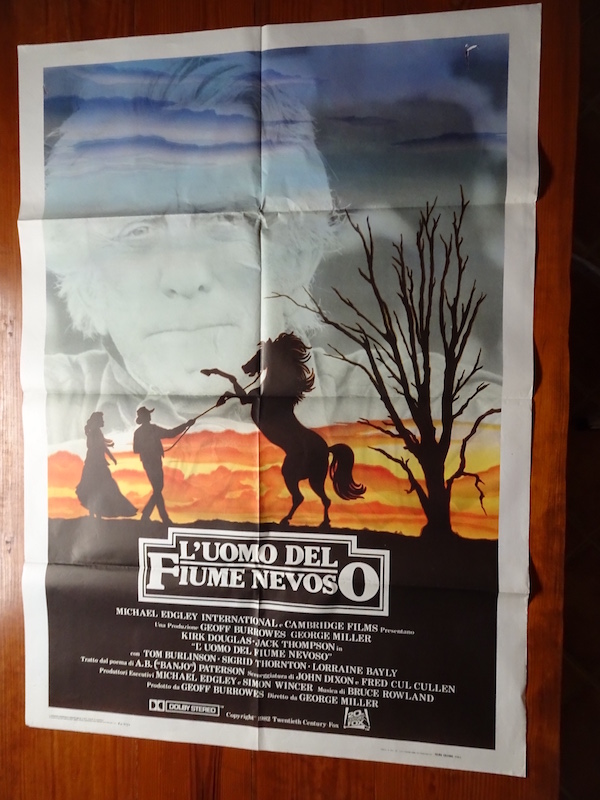 L'UOMO DEL
FIUME NEVOSO
MICHAEL EDGLEY INTERNATIONAL e CAMBRIDGE FILMS Presentano
Una Produzione GEOFF BURROWES GEORGE MILLER
KIRK DOUGLAS · JACK THOMPSON in
"L'UOMO DEL FIUME NEVOSO"
con TOM BURLINSON · SIGRID THORNTON · LORRAINE BAYLY
Tratto dal poema di A.B. ("BANJO") PATERSON Sceneggiatura di JOHN DIXON e FRED CUL CULLEN
Produttori Esecutivi MICHAEL EDGLEY e SIMON WINCER Musica di BRUCE ROWLAND
Prodotto da GEOFF BURROWES Diretto da GEORGE MILLER
DOLBY STEREO
Copyright 1982 Twentieth Century Fox